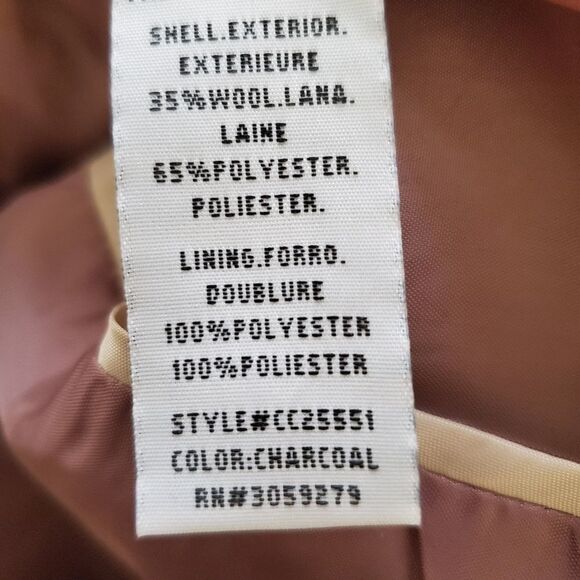 SHELL.EXTERIOR.
EXTERIEURE
35%WOOL.LANA.
LAINE
65%POLYESTER.
POLIESTER.
LINING.FORRO.
DOUBLURE
100%POLYESTER
100%POLIESTER
STYLE#CC25551
COLOR:CHARCOAL
RN#3059279